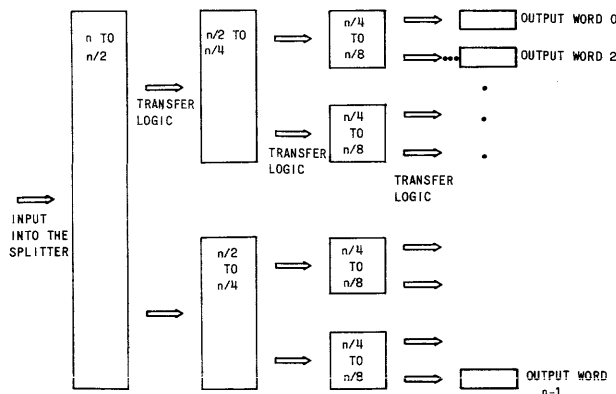 n TO
n/2
n/2 TO
n/4
n/4
TO
n/8
OUTPUT WORD 0
OUTPUT WORD 2
TRANSFER
LOGIC
n/4
TO
n/8
TRANSFER
LOGIC
TRANSFER
LOGIC
INPUT
INTO THE
SPLITTER
n/2
TO
n/4
n/4
TO
n/8
n/4
TO
n/8
OUTPUT WORD
n-1